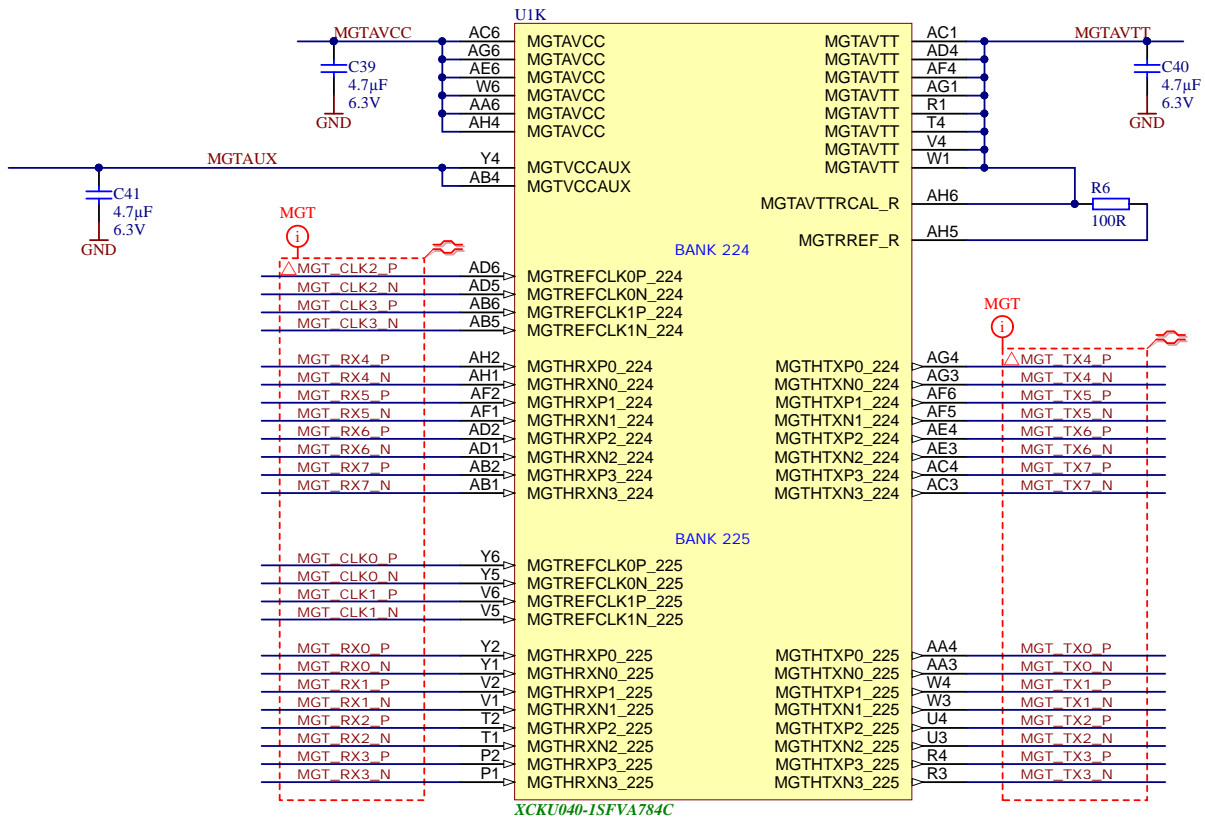 U1K
MGTAVCC AC6 MGTAVCC MGTAVTT AC1 MGTAVTT
AG6 MGTAVCC MGTAVTT AD4
C39 AE6 MGTAVCC MGTAVTT AF4 C40
4.7µF W6 MGTAVCC MGTAVTT AG1 4.7µF
6.3V AA6 MGTAVCC MGTAVTT R1 6.3V
GND AH4 MGTAVCC MGTAVTT T4 GND
MGTAVTT V4
MGTAUX Y4 MGTVCCAUX MGTAVTT W1
AB4 MGTVCCAUX
C41 MGTAVTTRCAL_R AH6 R6
4.7µF 100R
6.3V MGTRREF_R AH5
GND
MGT
i
BANK 224
MGT_CLK2_P AD6 MGTREFCLK0P_224
MGT_CLK2_N AD5 MGTREFCLK0N_224
MGT_CLK3_P AB6 MGTREFCLK1P_224
MGT_CLK3_N AB5 MGTREFCLK1N_224
MGT
i
MGT_RX4_P AH2 MGTHRXP0_224 MGTHTXP0_224 AG4 MGT_TX4_P
MGT_RX4_N AH1 MGTHRXN0_224 MGTHTXN0_224 AG3 MGT_TX4_N
MGT_RX5_P AF2 MGTHRXP1_224 MGTHTXP1_224 AF6 MGT_TX5_P
MGT_RX5_N AF1 MGTHRXN1_224 MGTHTXN1_224 AF5 MGT_TX5_N
MGT_RX6_P AD2 MGTHRXP2_224 MGTHTXP2_224 AE4 MGT_TX6_P
MGT_RX6_N AD1 MGTHRXN2_224 MGTHTXN2_224 AE3 MGT_TX6_N
MGT_RX7_P AB2 MGTHRXP3_224 MGTHTXP3_224 AC4 MGT_TX7_P
MGT_RX7_N AB1 MGTHRXN3_224 MGTHTXN3_224 AC3 MGT_TX7_N
BANK 225
MGT_CLK0_P Y6 MGTREFCLK0P_225
MGT_CLK0_N Y5 MGTREFCLK0N_225
MGT_CLK1_P V6 MGTREFCLK1P_225
MGT_CLK1_N V5 MGTREFCLK1N_225
MGT_RX0_P Y2 MGTHRXP0_225 MGTHTXP0_225 AA4 MGT_TX0_P
MGT_RX0_N Y1 MGTHRXN0_225 MGTHTXN0_225 AA3 MGT_TX0_N
MGT_RX1_P V2 MGTHRXP1_225 MGTHTXP1_225 W4 MGT_TX1_P
MGT_RX1_N V1 MGTHRXN1_225 MGTHTXN1_225 W3 MGT_TX1_N
MGT_RX2_P T2 MGTHRXP2_225 MGTHTXP2_225 U4 MGT_TX2_P
MGT_RX2_N T1 MGTHRXN2_225 MGTHTXN2_225 U3 MGT_TX2_N
MGT_RX3_P P2 MGTHRXP3_225 MGTHTXP3_225 R4 MGT_TX3_P
MGT_RX3_N P1 MGTHRXN3_225 MGTHTXN3_225 R3 MGT_TX3_N
XCKU040-1SFVA784C